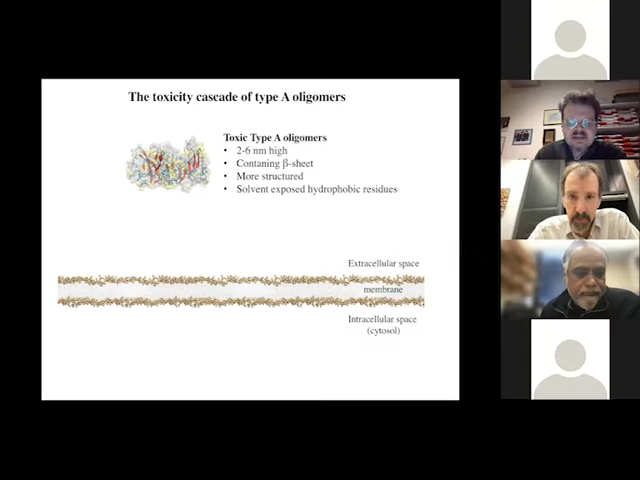 The toxicity cascade of type A oligomers
Toxic Type A oligomers
• 2-6 nm high
• Contaning β-sheet
• More structured
• Solvent exposed hydrophobic residues
Extracellular space
membrane
Intracellular space
(cytosol)